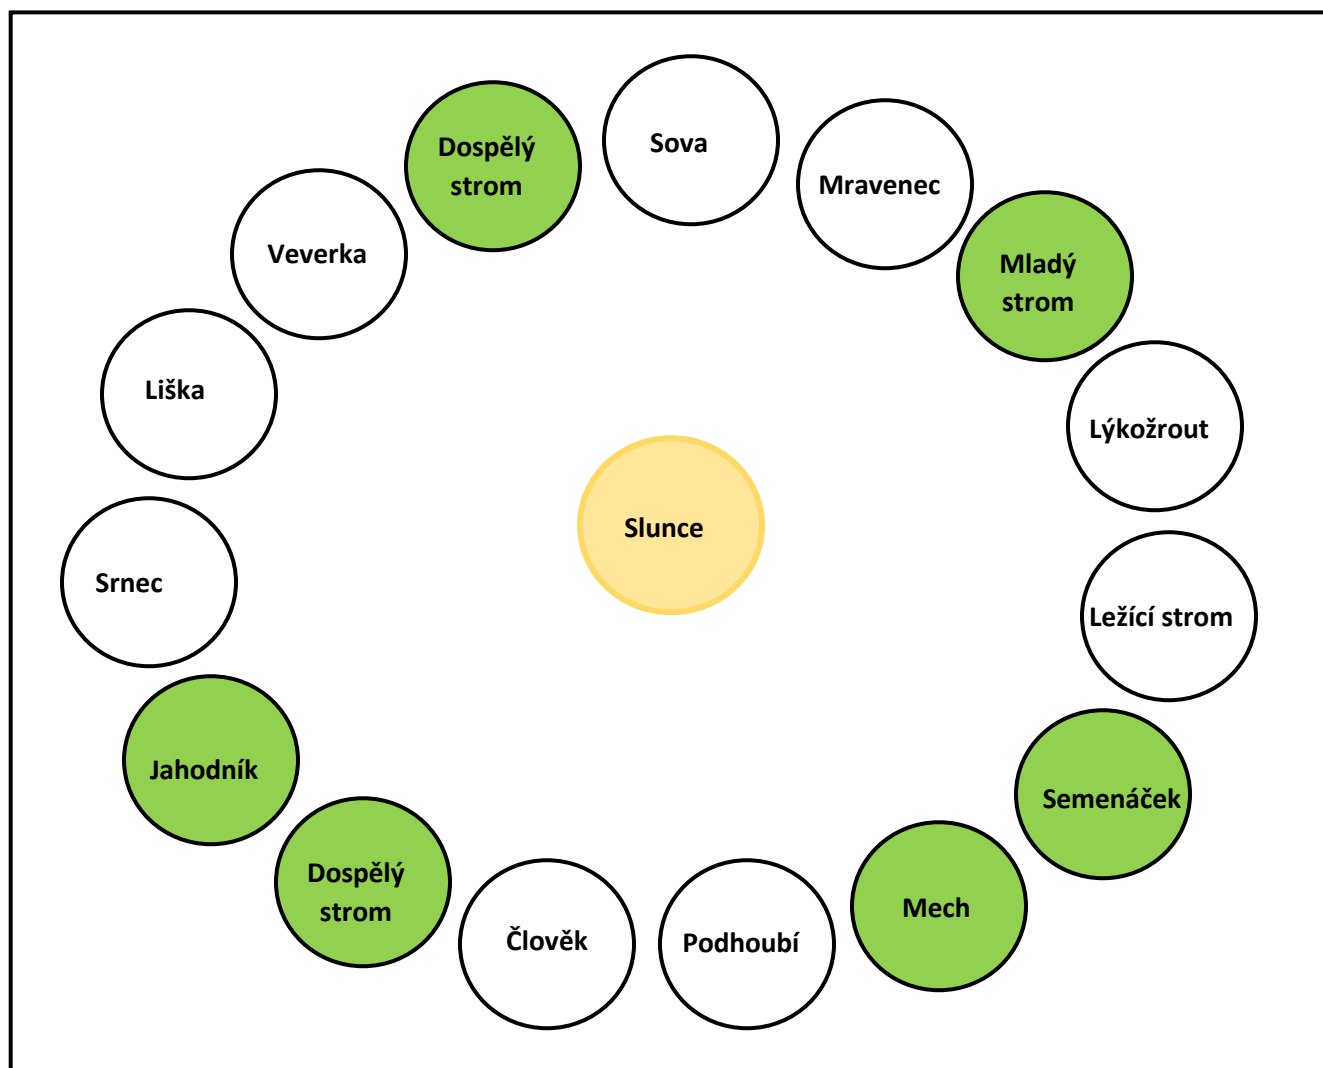 Dospělý
strom
Sova
Mravenec
Mladý
strom
Veverka
Liška
Lýkožrout
Slunce
Srnec
Ležící strom
Jahodník
Semenáček
Dospělý
strom
Člověk
Podhoubí
Mech